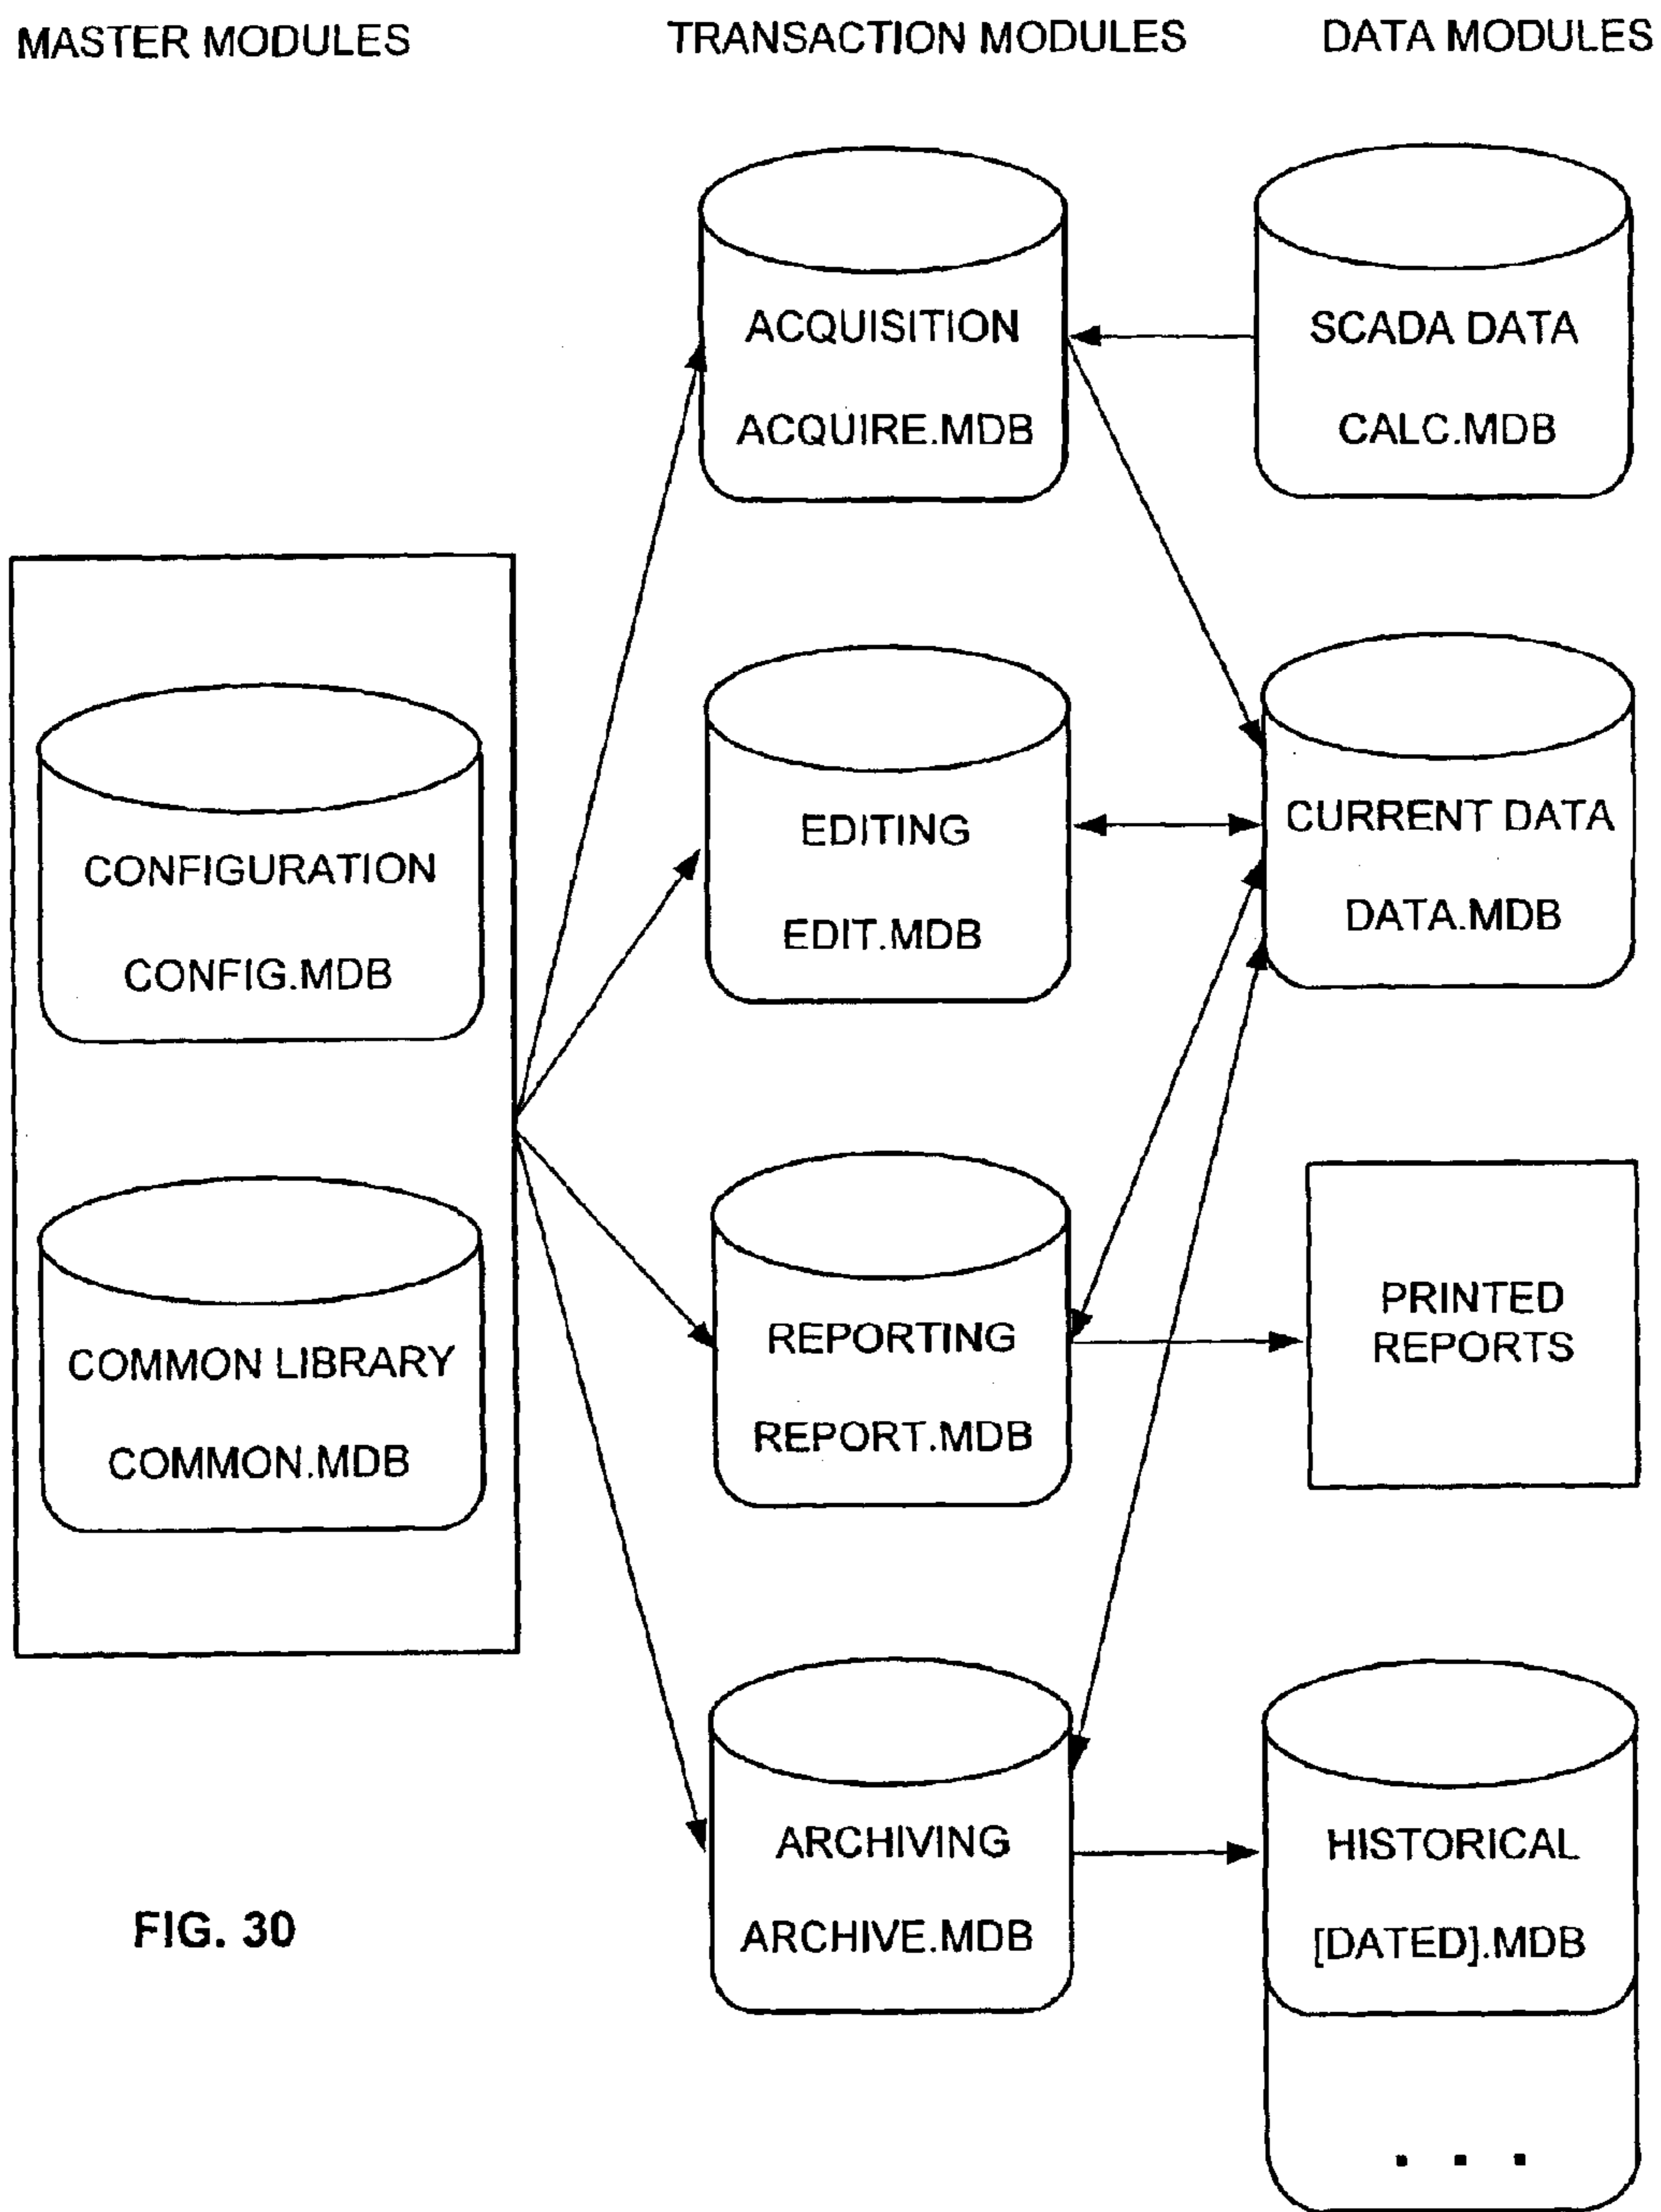 MASTER MODULES
TRANSACTION MODULES
DATA MODULES
ACQUISITION
ACQUIRE.MDB
SCADA DATA
CALC.MDB
CONFIGURATION
CONFIG.MDB
EDITING
EDIT.MDB
CURRENT DATA
DATA.MDB
COMMON LIBRARY
COMMON.MDB
REPORTING
REPORT.MDB
PRINTED
REPORTS
ARCHIVING
ARCHIVE.MDB
HISTORICAL
[DATED].MDB
. . .
FIG. 30